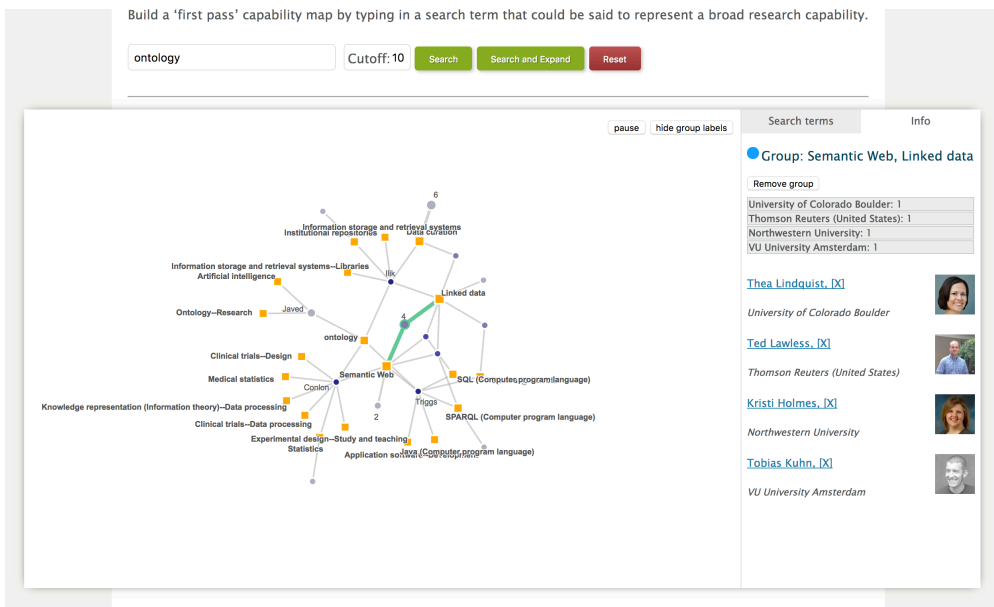 Build a ‘first pass’ capability map by typing in a search term that could be said to represent a broad research capability.
ontology
Cutoff: 10
Search
Search and Expand
Reset
pause
hide group labels
Search terms
Info
Group: Semantic Web, Linked data
Remove group
University of Colorado Boulder: 1
Thomson Reuters (United States): 1
Northwestern University: 1
VU University Amsterdam: 1
Thea Lindquist, [X]
University of Colorado Boulder
Ted Lawless, [X]
Thomson Reuters (United States)
Kristi Holmes, [X]
Northwestern University
Tobias Kuhn, [X]
VU University Amsterdam
6
Information storage and retrieval systems
Institutional repositories
Data curation
Information storage and retrieval systems--Libraries
Ilik
Artificial intelligence
Linked data
Ontology--Research
Javed
4
ontology
Clinical trials--Design
Semantic Web
Medical statistics
Conlon
SQL (Computer program language)
Knowledge representation (Information theory)--Data processing
Triggs
2
SPARQL (Computer program language)
Clinical trials--Data processing
Experimental design--Study and teaching
Statistics
Java (Computer program language)
Application software--Development